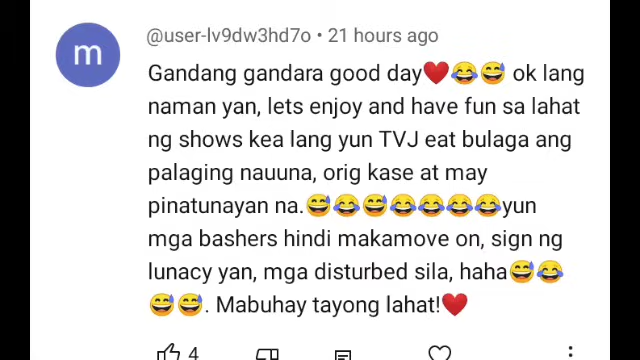 m
@user-lv9dw3hd7o • 21 hours ago
Gandang gandara good day❤️😂😅 ok lang
naman yan, lets enjoy and have fun sa lahat
ng shows kea lang yun TVJ eat bulaga ang
palaging nauuna, orig kase at may
pinatunayan na.😅😂😅😂😂😂😂yun
mga bashers hindi makamove on, sign ng
lunacy yan, mga disturbed sila, haha😅😂
😅😅. Mabuhay tayong lahat!❤️
4